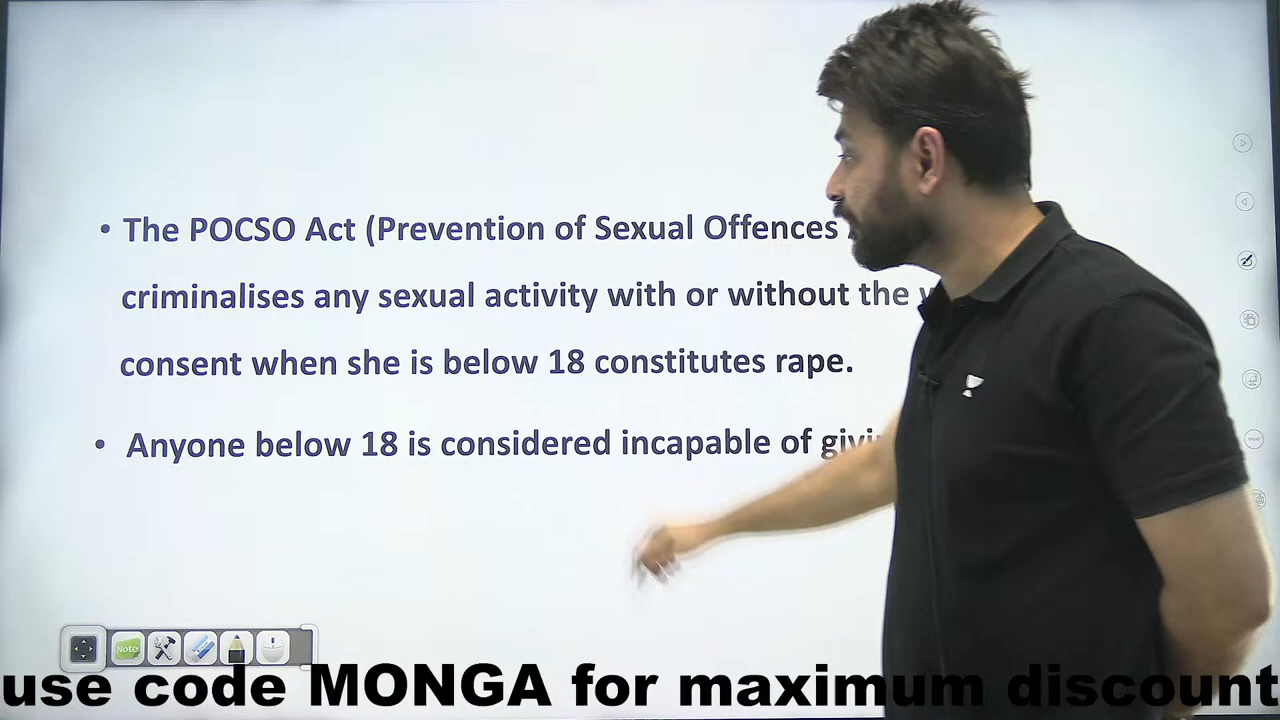 • The POCSO Act (Prevention of Sexual Offences
criminalises any sexual activity with or without the
consent when she is below 18 constitutes rape.
• Anyone below 18 is considered incapable of
Note
use code MONGA for maximum discount